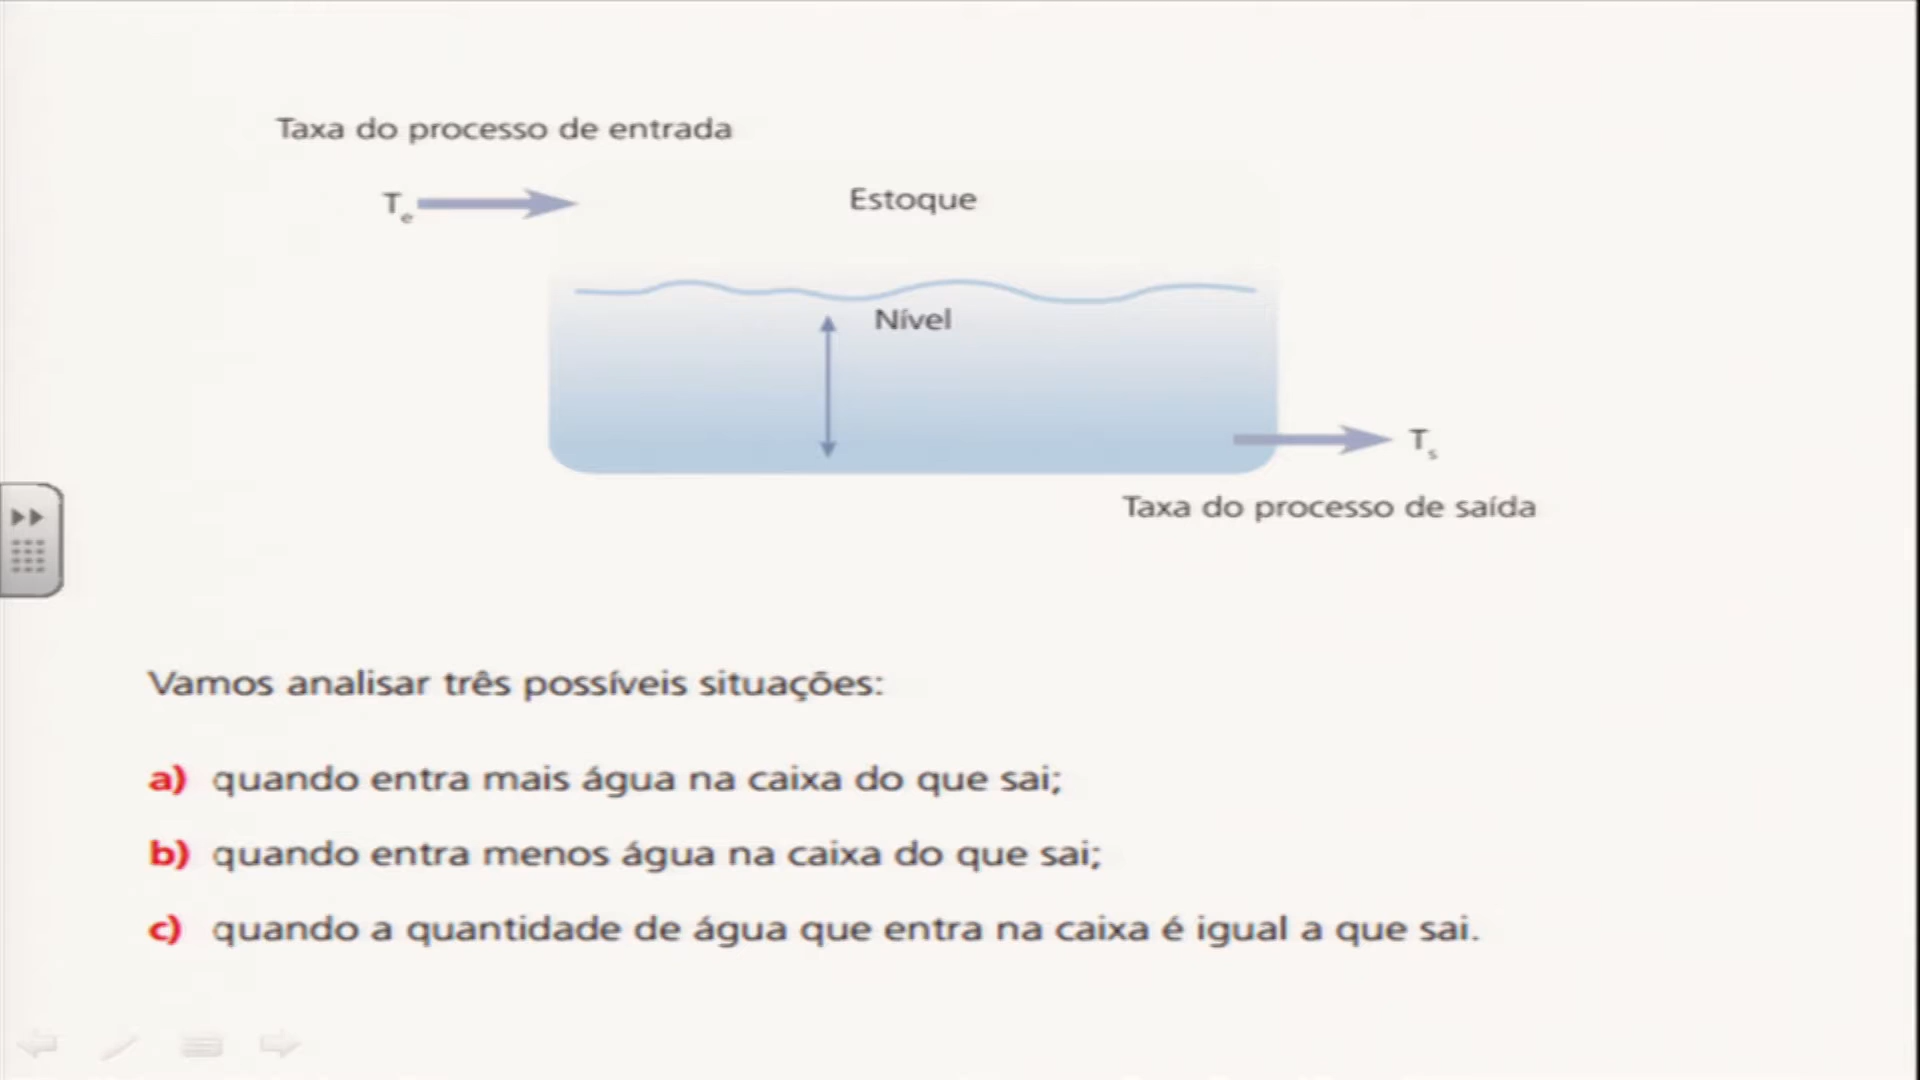 Taxa do processo de entrada
Te
Estoque
Nível
Ts
Taxa do processo de saída
Vamos analisar três possíveis situações:
a) quando entra mais água na caixa do que sai;
b) quando entra menos água na caixa do que sai;
c) quando a quantidade de água que entra na caixa é igual a que sai.